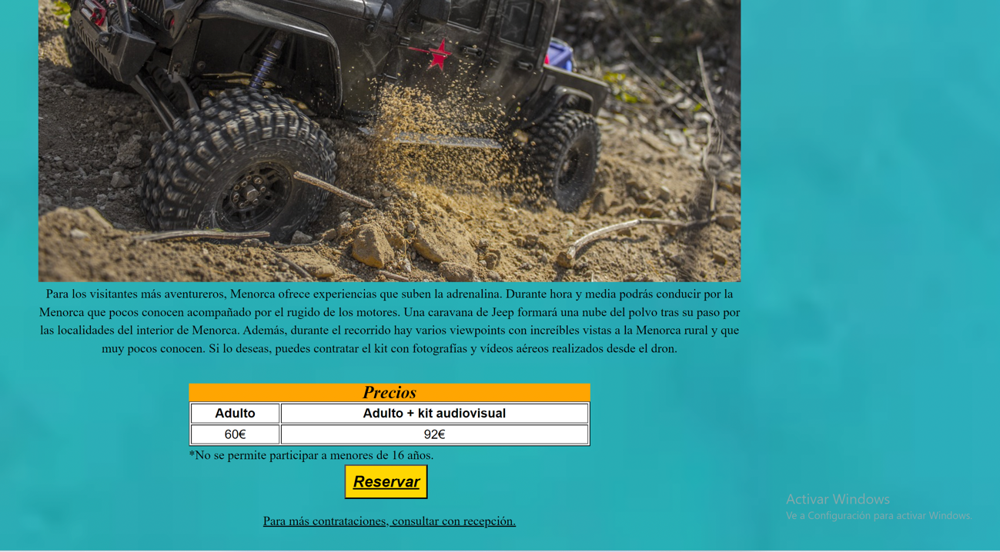 Para los visitantes más aventureros, Menorca ofrece experiencias que suben la adrenalina. Durante hora y media podrás conducir por la
Menorca que pocos conocen acompañado por el rugido de los motores. Una caravana de Jeep formará una nube del polvo tras su paso por
las localidades del interior de Menorca. Además, durante el recorrido hay varios viewpoints con increíbles vistas a la Menorca rural y que
muy pocos conocen. Si lo deseas, puedes contratar el kit con fotografías y vídeos aéreos realizados desde el dron.
Precios
Adulto Adulto + kit audiovisual
60€ 92€
*No se permite participar a menores de 16 años.
Reservar
Para más contrataciones, consultar con recepción.
Activar Windows
Ve a Configuración para activar Windows.